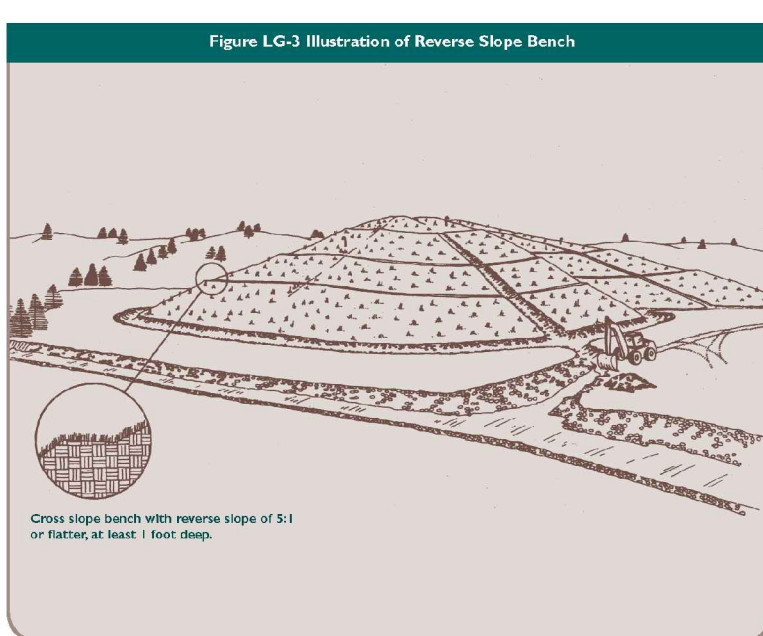 Figure LG-3 Illustration of Reverse Slope Bench
Cross slope bench with reverse slope of 5:1
or flatter, at least 1 foot deep.